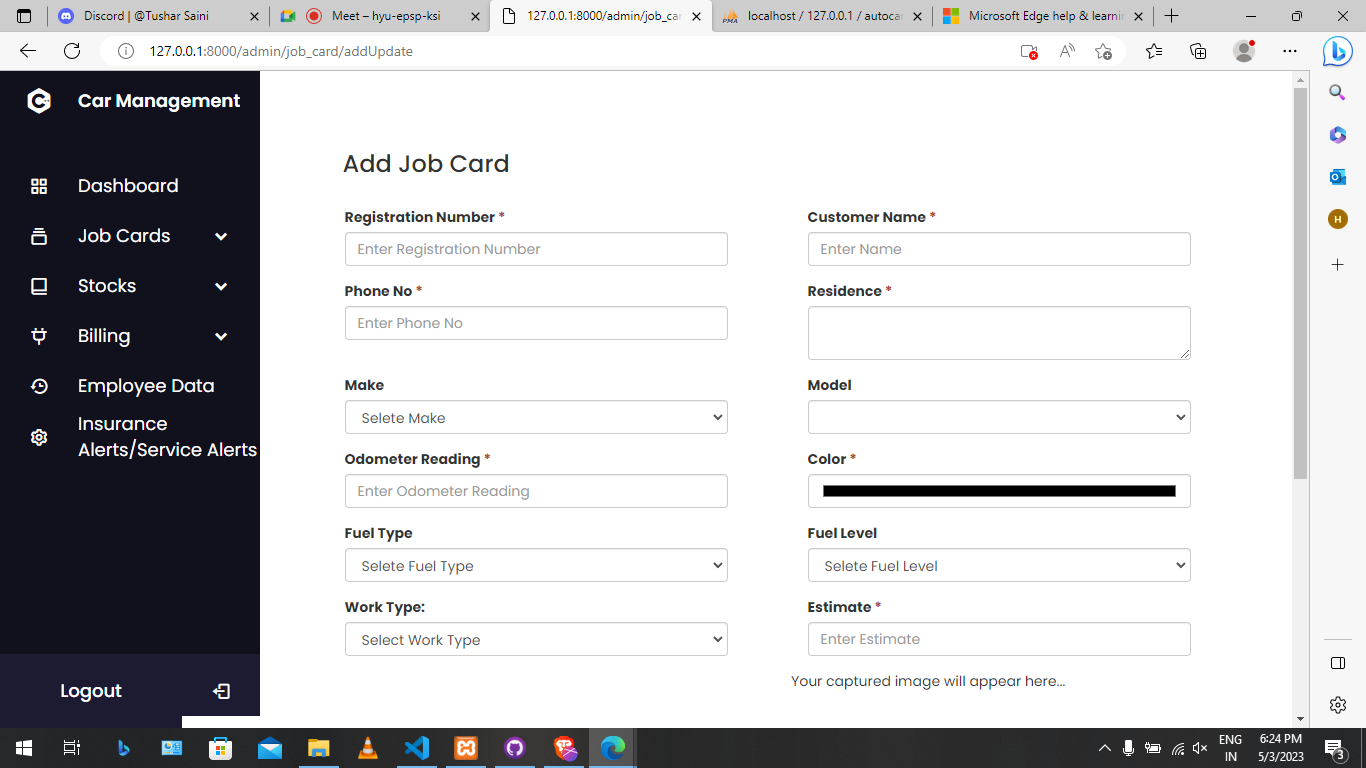 Discord | @Tushar Saini
Meet – hyu-epsp-ksi
127.0.0.1:8000/admin/job_car
localhost / 127.0.0.1 / autocar
Microsoft Edge help & learnin
127.0.0.1:8000/admin/job_card/addUpdate
Car Management
Dashboard
Job Cards
Stocks
Billing
Employee Data
Insurance
Alerts/Service Alerts
Logout
Add Job Card
Registration Number *
Enter Registration Number
Customer Name *
Enter Name
Phone No *
Enter Phone No
Residence *
Make
Selete Make
Model
Odometer Reading *
Enter Odometer Reading
Color *
Fuel Type
Selete Fuel Type
Fuel Level
Selete Fuel Level
Work Type:
Select Work Type
Estimate *
Enter Estimate
Your captured image will appear here...
H
ENG
IN
6:24 PM
5/3/2023
3